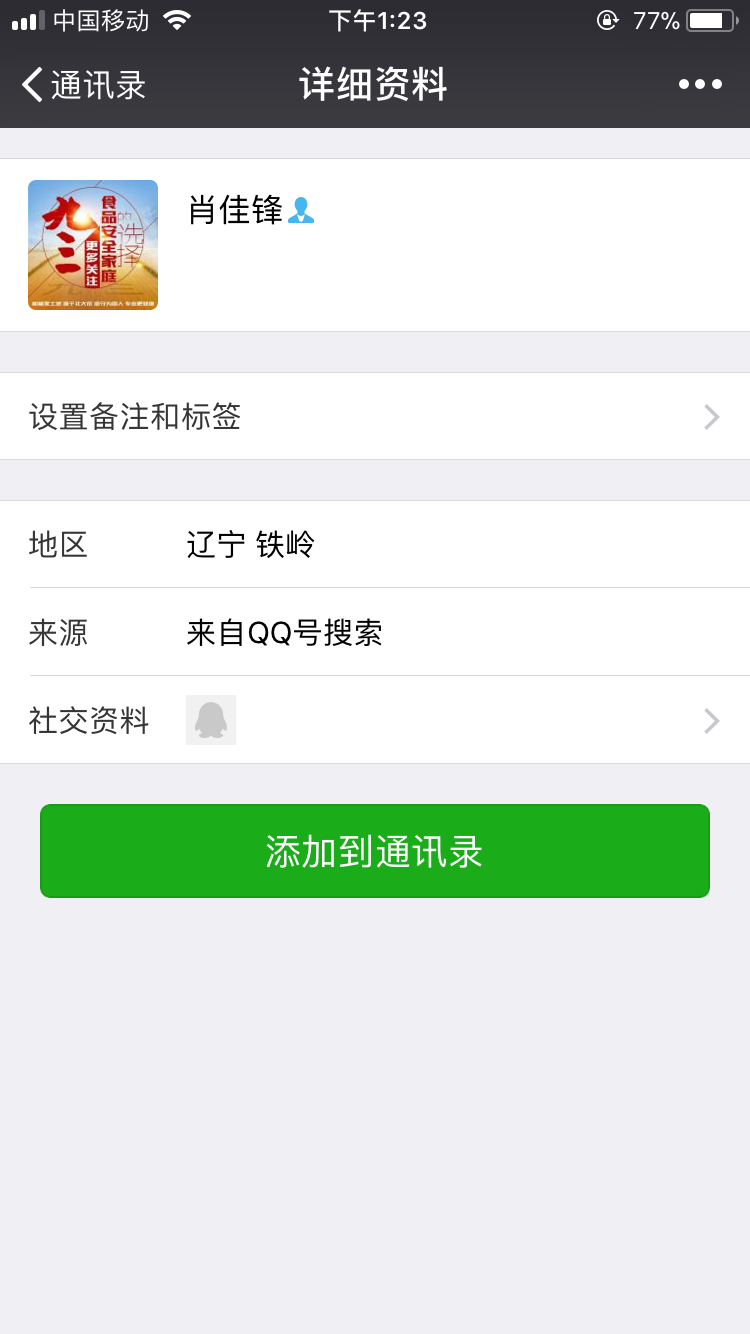 中国移动
下午1:23
77%
通讯录
详细资料
肖佳锋
九三
食品安全家庭
更多关注
的选择
设置备注和标签
地区
辽宁 铁岭
来源
来自QQ号搜索
社交资料
添加到通讯录